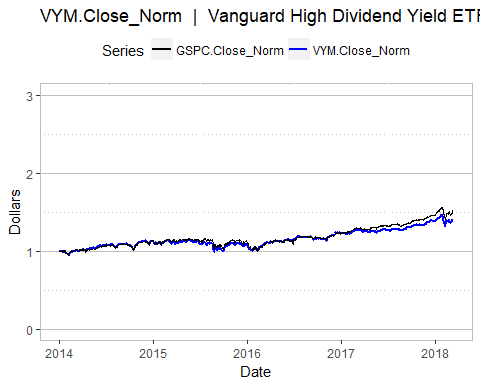 VYM.Close_Norm | Vanguard High Dividend Yield ETF
Series GSPC.Close_Norm VYM.Close_Norm
3
2
1
0
Dollars
2014 2015 2016 2017 2018
Date